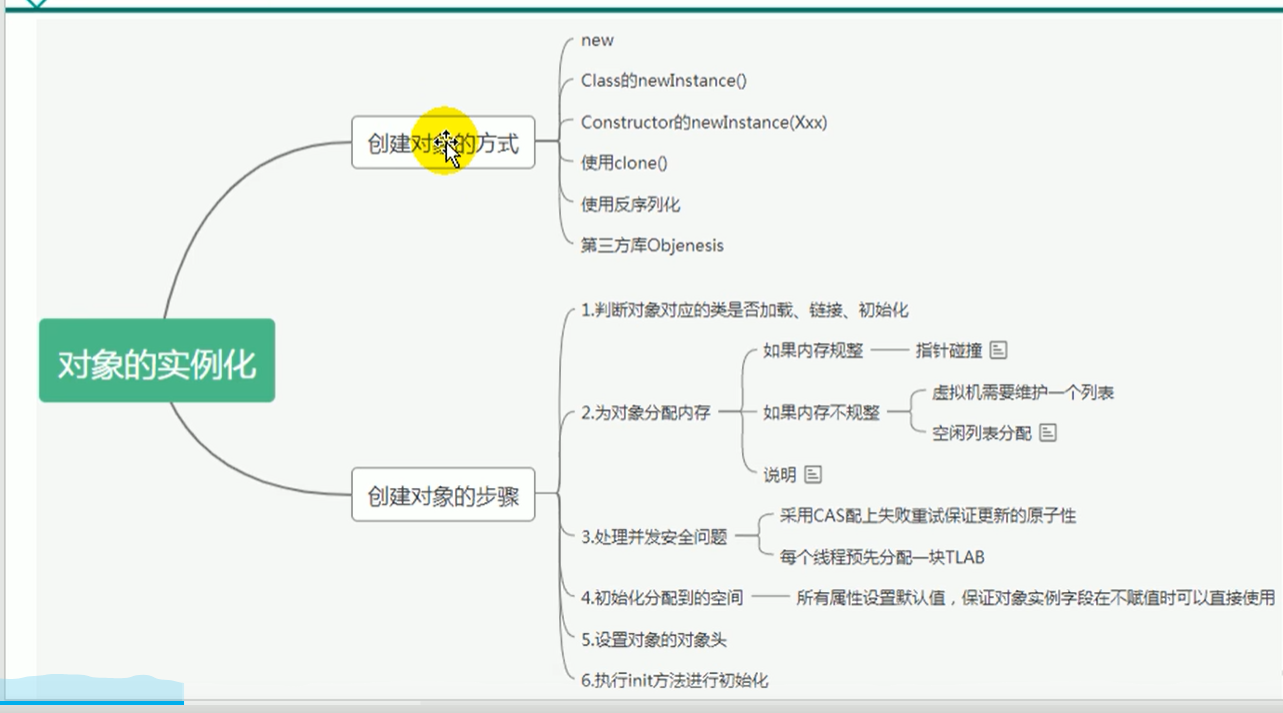 new
Class的newInstance()
创建对象的方式
Constructor的newInstance(Xxx)
使用clone()
使用反序列化
第三方库Objenesis
对象的实例化
1.判断对象对应的类是否加载、链接、初始化
如果内存规整
指针碰撞
2.为对象分配内存
如果内存不规整
虚拟机需要维护一个列表
空闲列表分配
说明
创建对象的步骤
3.处理并发安全问题
采用CAS配上失败重试保证更新的原子性
每个线程预先分配一块TLAB
4.初始化分配到的空间
所有属性设置默认值，保证对象实例字段在不赋值时可以直接使用
5.设置对象的对象头
6.执行init方法进行初始化